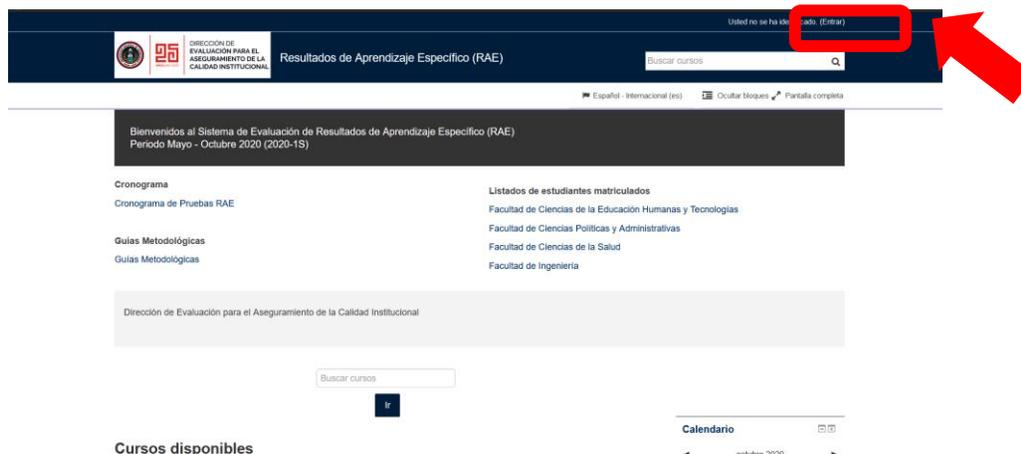 Usted no se ha identificado. (Entrar)
25
DIRECCIÓN DE
EVALUACIÓN PARA EL
ASEGURAMIENTO DE LA
CALIDAD INSTITUCIONAL
Resultados de Aprendizaje Específico (RAE)
Buscar cursos
Español - Internacional (es)
Ocultar bloques
Pantalla completa
Bienvenidos al Sistema de Evaluación de Resultados de Aprendizaje Específico (RAE)
Periodo Mayo - Octubre 2020 (2020-1S)
Cronograma
Cronograma de Pruebas RAE
Guías Metodológicas
Guías Metodológicas
Listados de estudiantes matriculados
Facultad de Ciencias de la Educación Humanas y Tecnologías
Facultad de Ciencias Políticas y Administrativas
Facultad de Ciencias de la Salud
Facultad de Ingeniería
Dirección de Evaluación para el Aseguramiento de la Calidad Institucional
Buscar cursos
Ir
Calendario
Cursos disponibles
octubre 2020